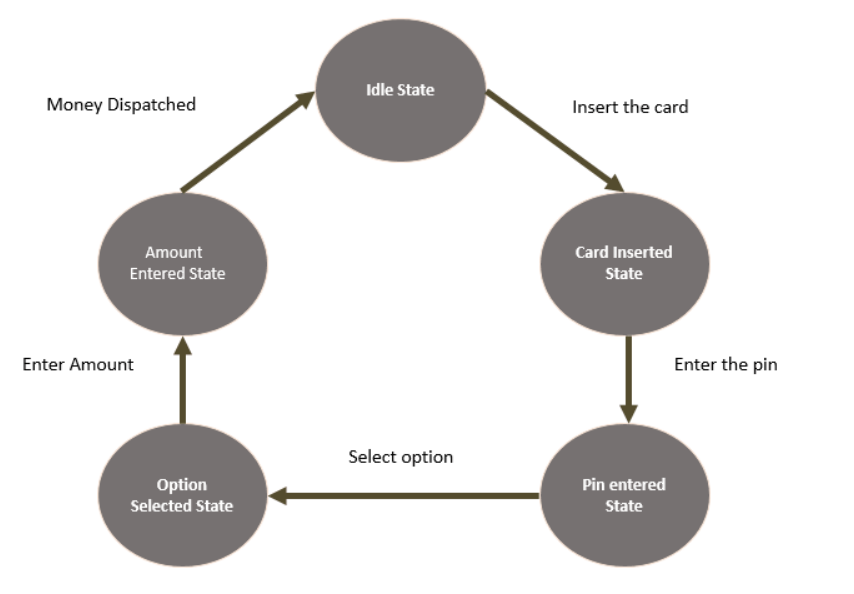 Idle State
Money Dispatched
Insert the card
Amount
Entered State
Card Inserted
State
Enter Amount
Enter the pin
Select option
Option
Selected State
Pin entered
State